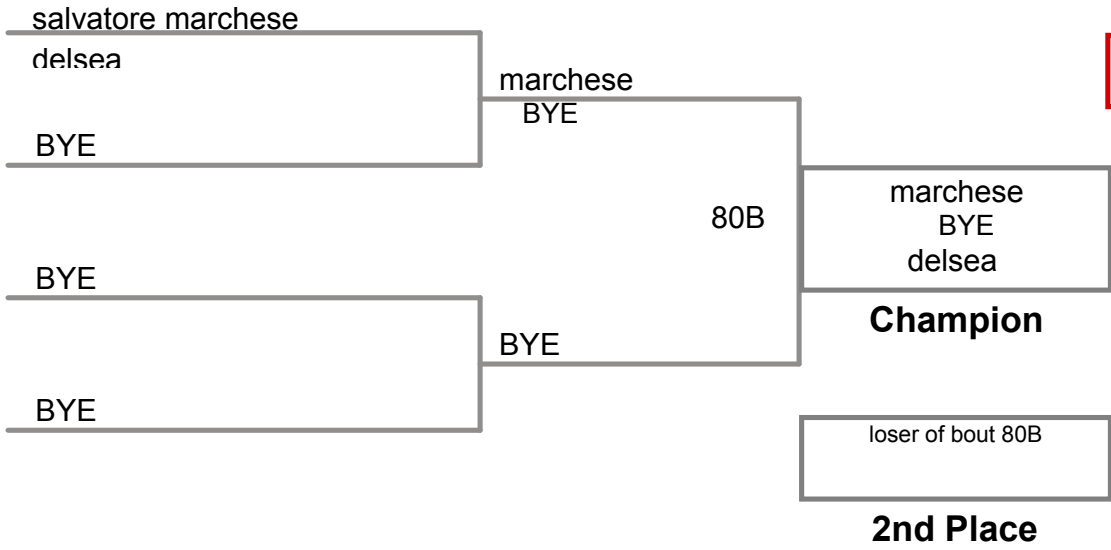 salvatore marchese
delsea
BYE
marchese
BYE
BYE
BYE
BYE
80B
marchese
BYE
delsea
Champion
loser of bout 80B
2nd Place